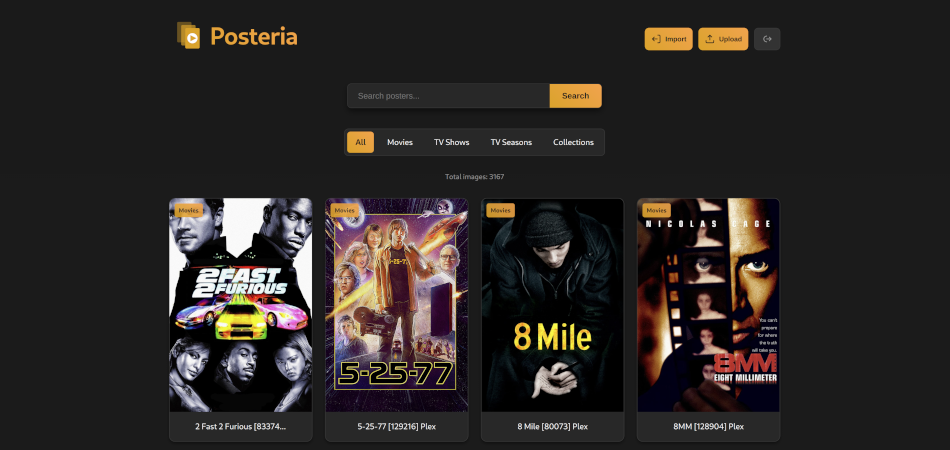 Posteria
Import
Upload
Search posters...
Search
All
Movies
TV Shows
TV Seasons
Collections
Total images: 3167
Movies
2 FAST
2 FURIOUS
2 Fast 2 Furious [83374...
Movies
5-25-77
5-25-77
5-25-77 [129216] Plex
8 Mile
8 Mile [80073] Plex
Movies
Movies
NICOLAS CAGE
You can't
prepare
for where
the truth
will take you.
8MM
EIGHT MILLIMETER
8MM [128904] Plex